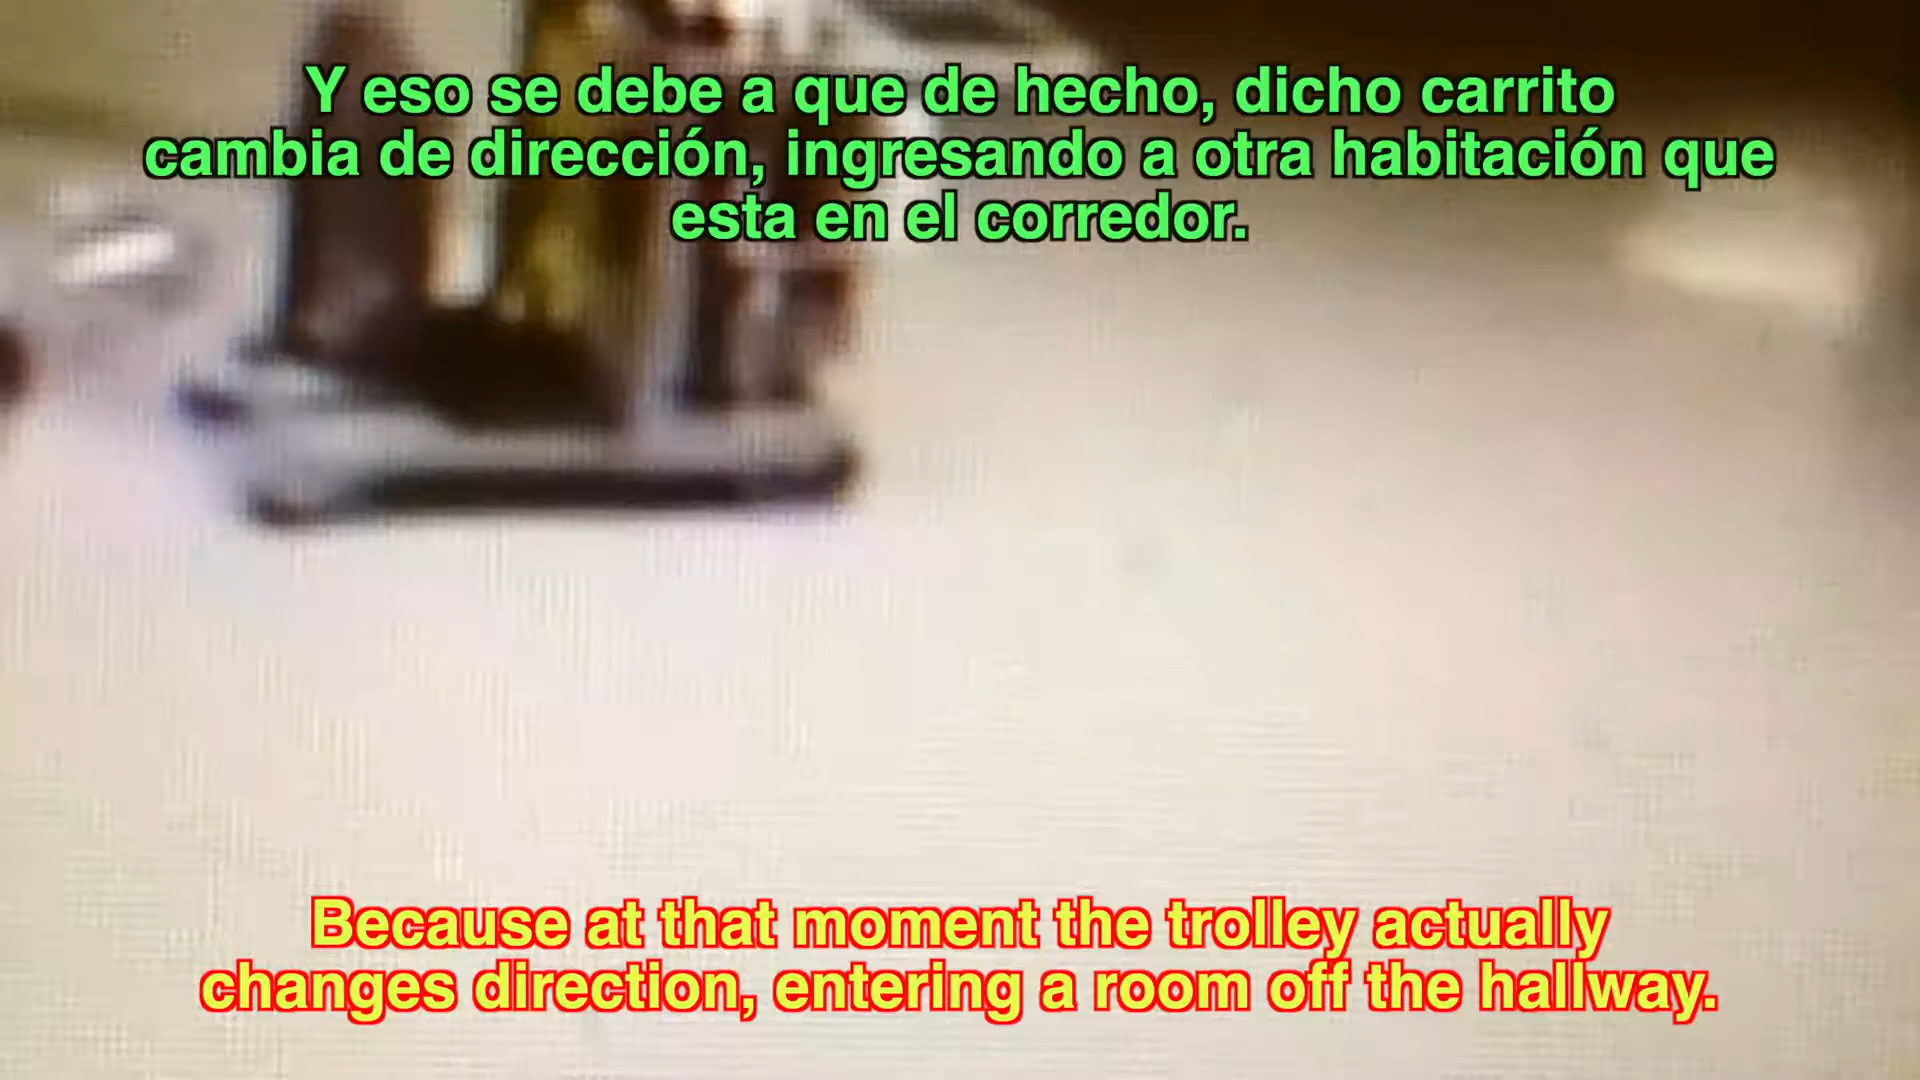 Y eso se debe a que de hecho, dicho carrito
cambia de dirección, ingresando a otra habitación que
esta en el corredor.
Because at that moment the trolley actually
changes direction, entering a room off the hallway.